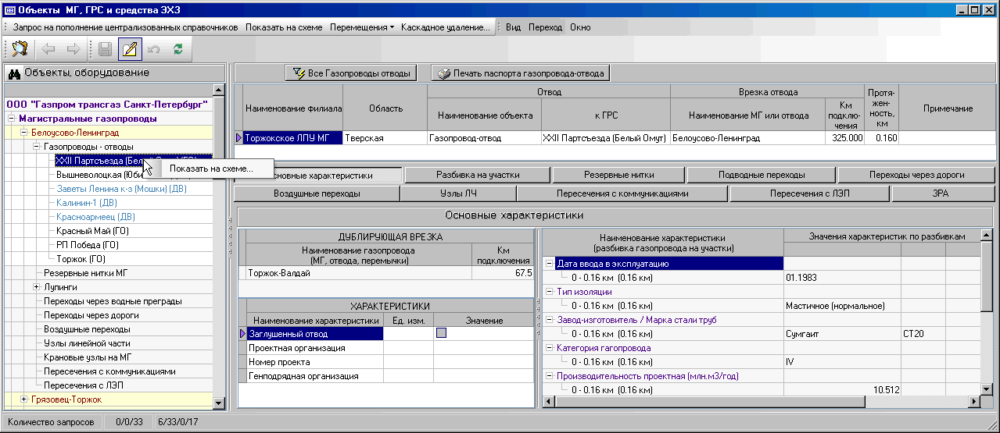 Объекты МГ, ГРС и средства ЭХЗ
Запрос на пополнение централизованных справочников Показать на схеме Перемещения Каскадное удаление... Вид Переход Окно
Объекты, оборудование
ООО "Газпром трансгаз Санкт-Петербург"
Магистральные газопроводы
Белоусово-Ленинград
Газопроводы - отводы
XXII Партсъезда
Показать на схеме...
Вышневолоцкая
Заветы Ленина к-з (Мошки) (ДВ)
Калинин-1 (ДВ)
Красноармеец (ДВ)
Красный Май (ГО)
РП Победа (ГО)
Торжок (ГО)
Резервные нитки МГ
Лупинги
Переходы через водные преграды
Переходы через дороги
Воздушные переходы
Узлы линейной части
Крановые узлы на МГ
Пересечения с коммуникациями
Пересечения с ЛЭП
Грязовец-Торжок
Все Газопроводы отводы Печать паспорта газопровода-отвода
Наименование филиала Область Отвод Врезка отвода Протя-жен-ность, км Примечание
Наименование объекта к ГРС Наименование МГ или отвода Км подклю-чения
Торжокское ЛПУ МГ Тверская Газопровод-отвод XXII Партсъезда (Белый Омут) Белоусово-Ленинград 325.000 0.160
основные характеристики Разбивка на участки Резервные нитки Подводные переходы Переходы через дороги
Воздушные переходы Узлы ЛЧ Пересечения с коммуникациями Пересечения с ЛЭП ЗРА
Основные характеристики
ДУБЛИРУЮЩАЯ ВРЕЗКА
Наименование газопровода
(МГ, отвода, перемычки)
Км
подключения
Торжок-Валдай 67.5
ХАРАКТЕРИСТИКИ
Наименование характеристики Ед. изм. Значение
Заглушенный отвод
Проектная организация
Номер проекта
Генподрядная организация
Наименование характеристики
(разбивка газопровода на участки)
Значения характеристик по разбивкам
Дата ввода в эксплуатацию
0 - 0.16 км (0.16 км) 01.1983
Тип изоляции
0 - 0.16 км (0.16 км) Мастичное (нормальное)
Завод-изготовитель / Марка стали труб
0 - 0.16 км (0.16 км) Сумгаит СТ20
Категория гагопровода
0 - 0.16 км (0.16 км) IV
Производительность проектная (млн.м3/год)
0 - 0.16 км (0.16 км) 10.512
Количество запросов 0/0/33 6/33/0/17